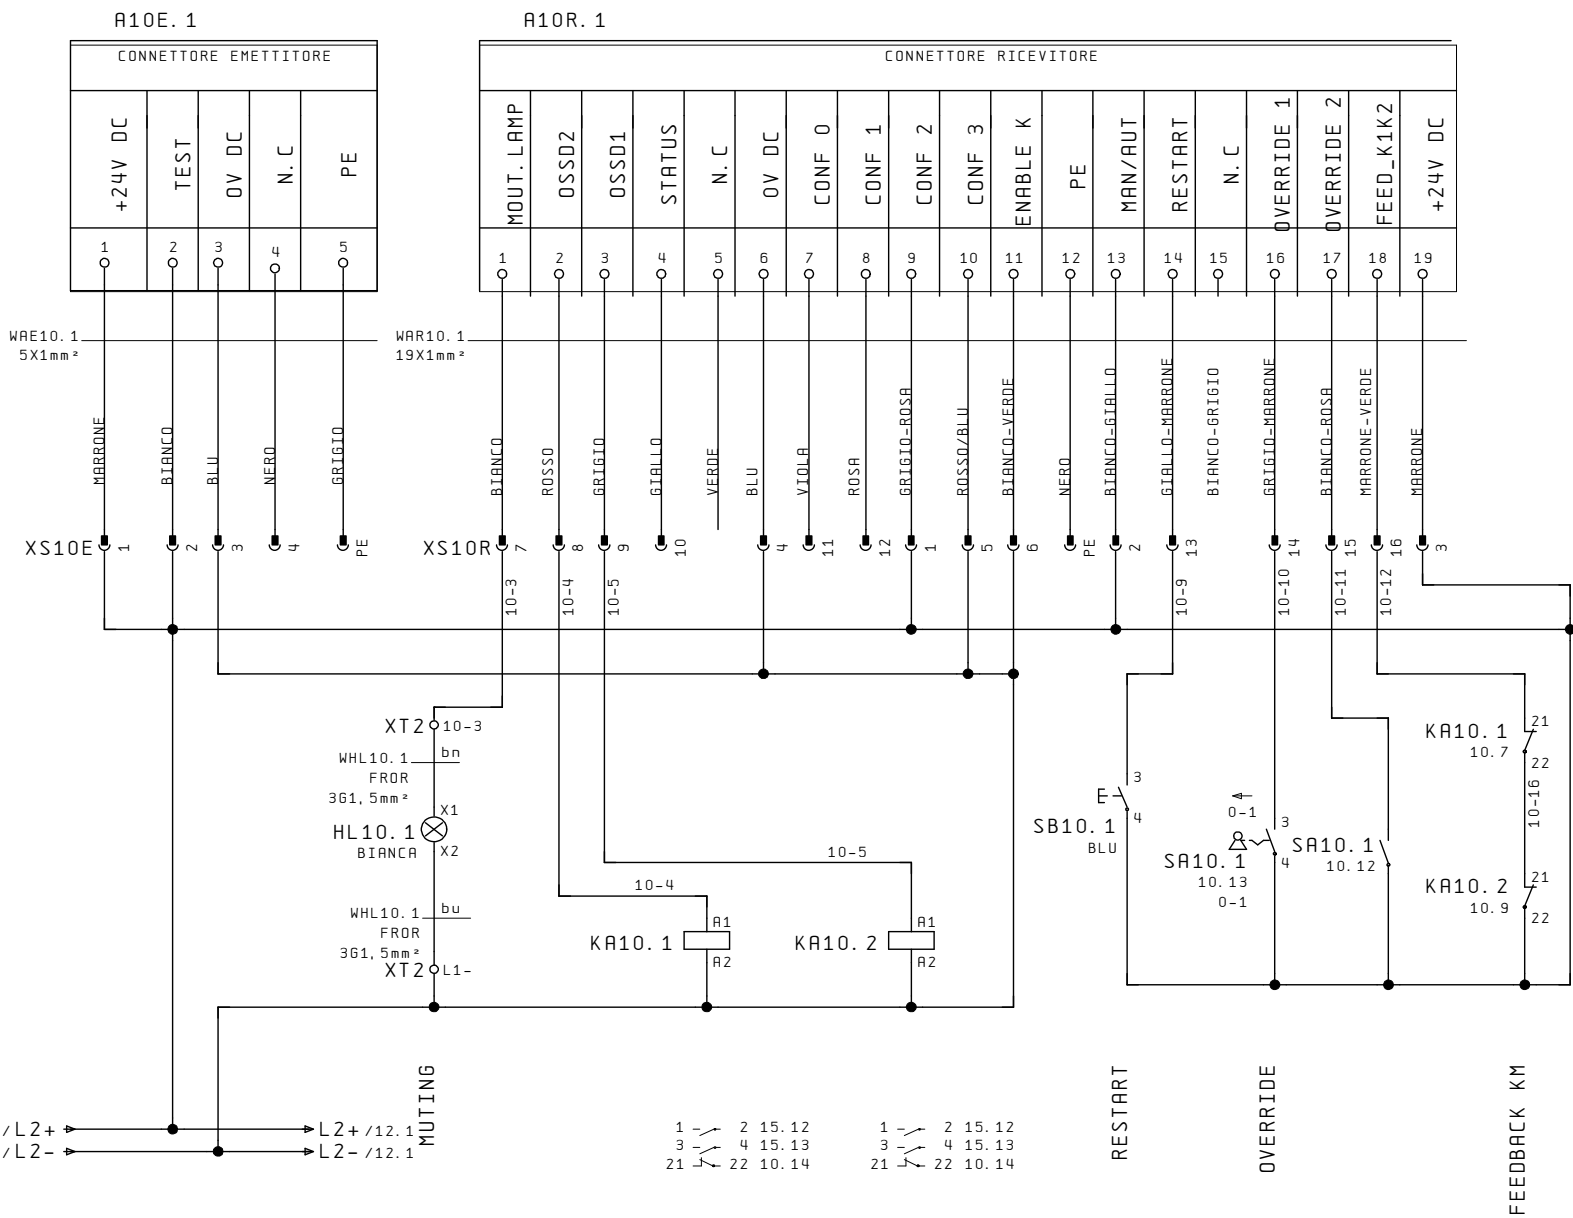 A10E.1
A10R.1
CONNETTORE EMETTITORE
CONNETTORE RICEVITORE
+24V DC
TEST
0V DC
N.C
PE
MOUT.LAMP
OSSD2
OSSD1
STATUS
N.C
0V DC
CONF 0
CONF 1
CONF 2
CONF 3
ENABLE K
PE
MAN/AUT
RESTART
N.C
OVERRIDE 1
OVERRIDE 2
FEED_K1K2
+24V DC
1 2 3 4 5
1 2 3 4 5 6 7 8 9 10 11 12 13 14 15 16 17 18 19
WAE10.1
5X1mm²
WAR10.1
19X1mm²
MARRONE
BIANCO
BLU
NERO
GRIGIO
BIANCO
ROSSO
GRIGIO
GIALLO
VERDE
BLU
VIOLA
ROSA
GRIGIO-ROSA
ROSSO/BLU
BIANCO-VERDE
NERO
BIANCO-GIALLO
GIALLO-MARRONE
BIANCO-GRIGIO
GRIGIO-MARRONE
BIANCO-ROSA
MARRONE-VERDE
MARRONE
XS10E 1 2 3 4 PE
XS10R 7 8 9 10 4 11 12 1 5 6 PE 2 13 14 15 16 3
10-3
10-4
10-5
10-9
10-10
10-11
10-12
XT2 10-3
WHL10.1 bn
FROR
3G1,5mm²
X1
HL10.1
BIANCA X2
WHL10.1 bu
FROR
3G1,5mm²
XT2 L1-
10-4
10-5
KA10.1 A1 A2
KA10.2 A1 A2
3
SB10.1 4
BLU
0-1
3
SA10.1 4
10.13
0-1
SA10.1
10.12
21
KA10.1
10.7
22
10-16
21
KA10.2
10.9 22
MUTING
RESTART
OVERRIDE
FEEDBACK KM
/L2+ L2+/12.1
/L2- L2-/12.1
1 2 15.12
3 4 15.13
21 22 10.14
1 2 15.12
3 4 15.13
21 22 10.14